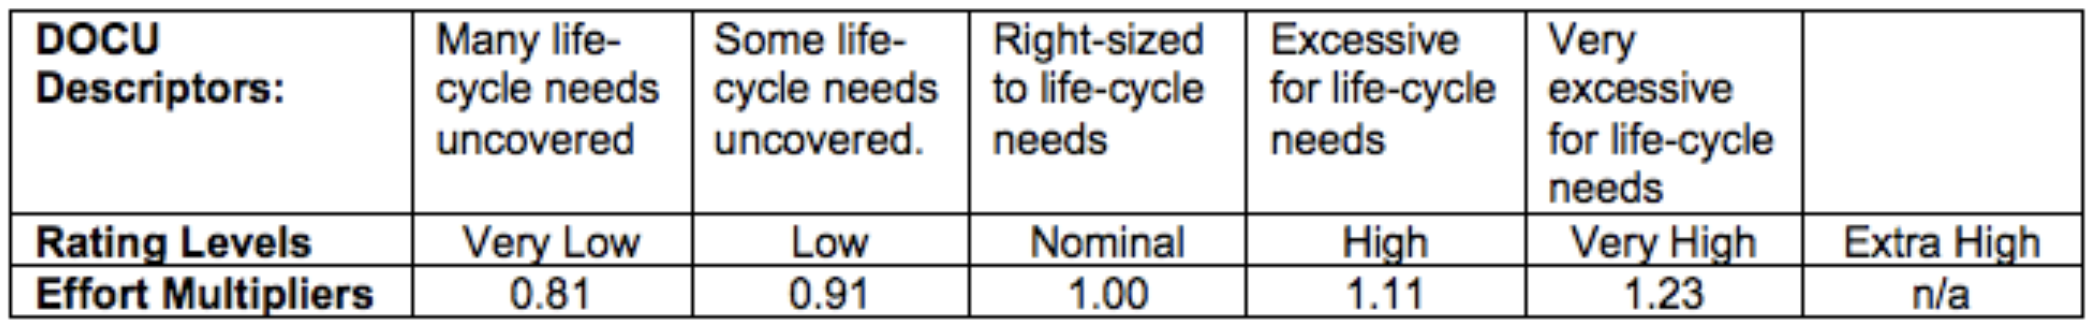 DOCU Descriptors: Many life-cycle needs uncovered Some life-cycle needs uncovered. Right-sized to life-cycle needs Excessive for life-cycle needs Very excessive for life-cycle needs
Rating Levels Very Low Low Nominal High Very High Extra High
Effort Multipliers 0.81 0.91 1.00 1.11 1.23 n/a